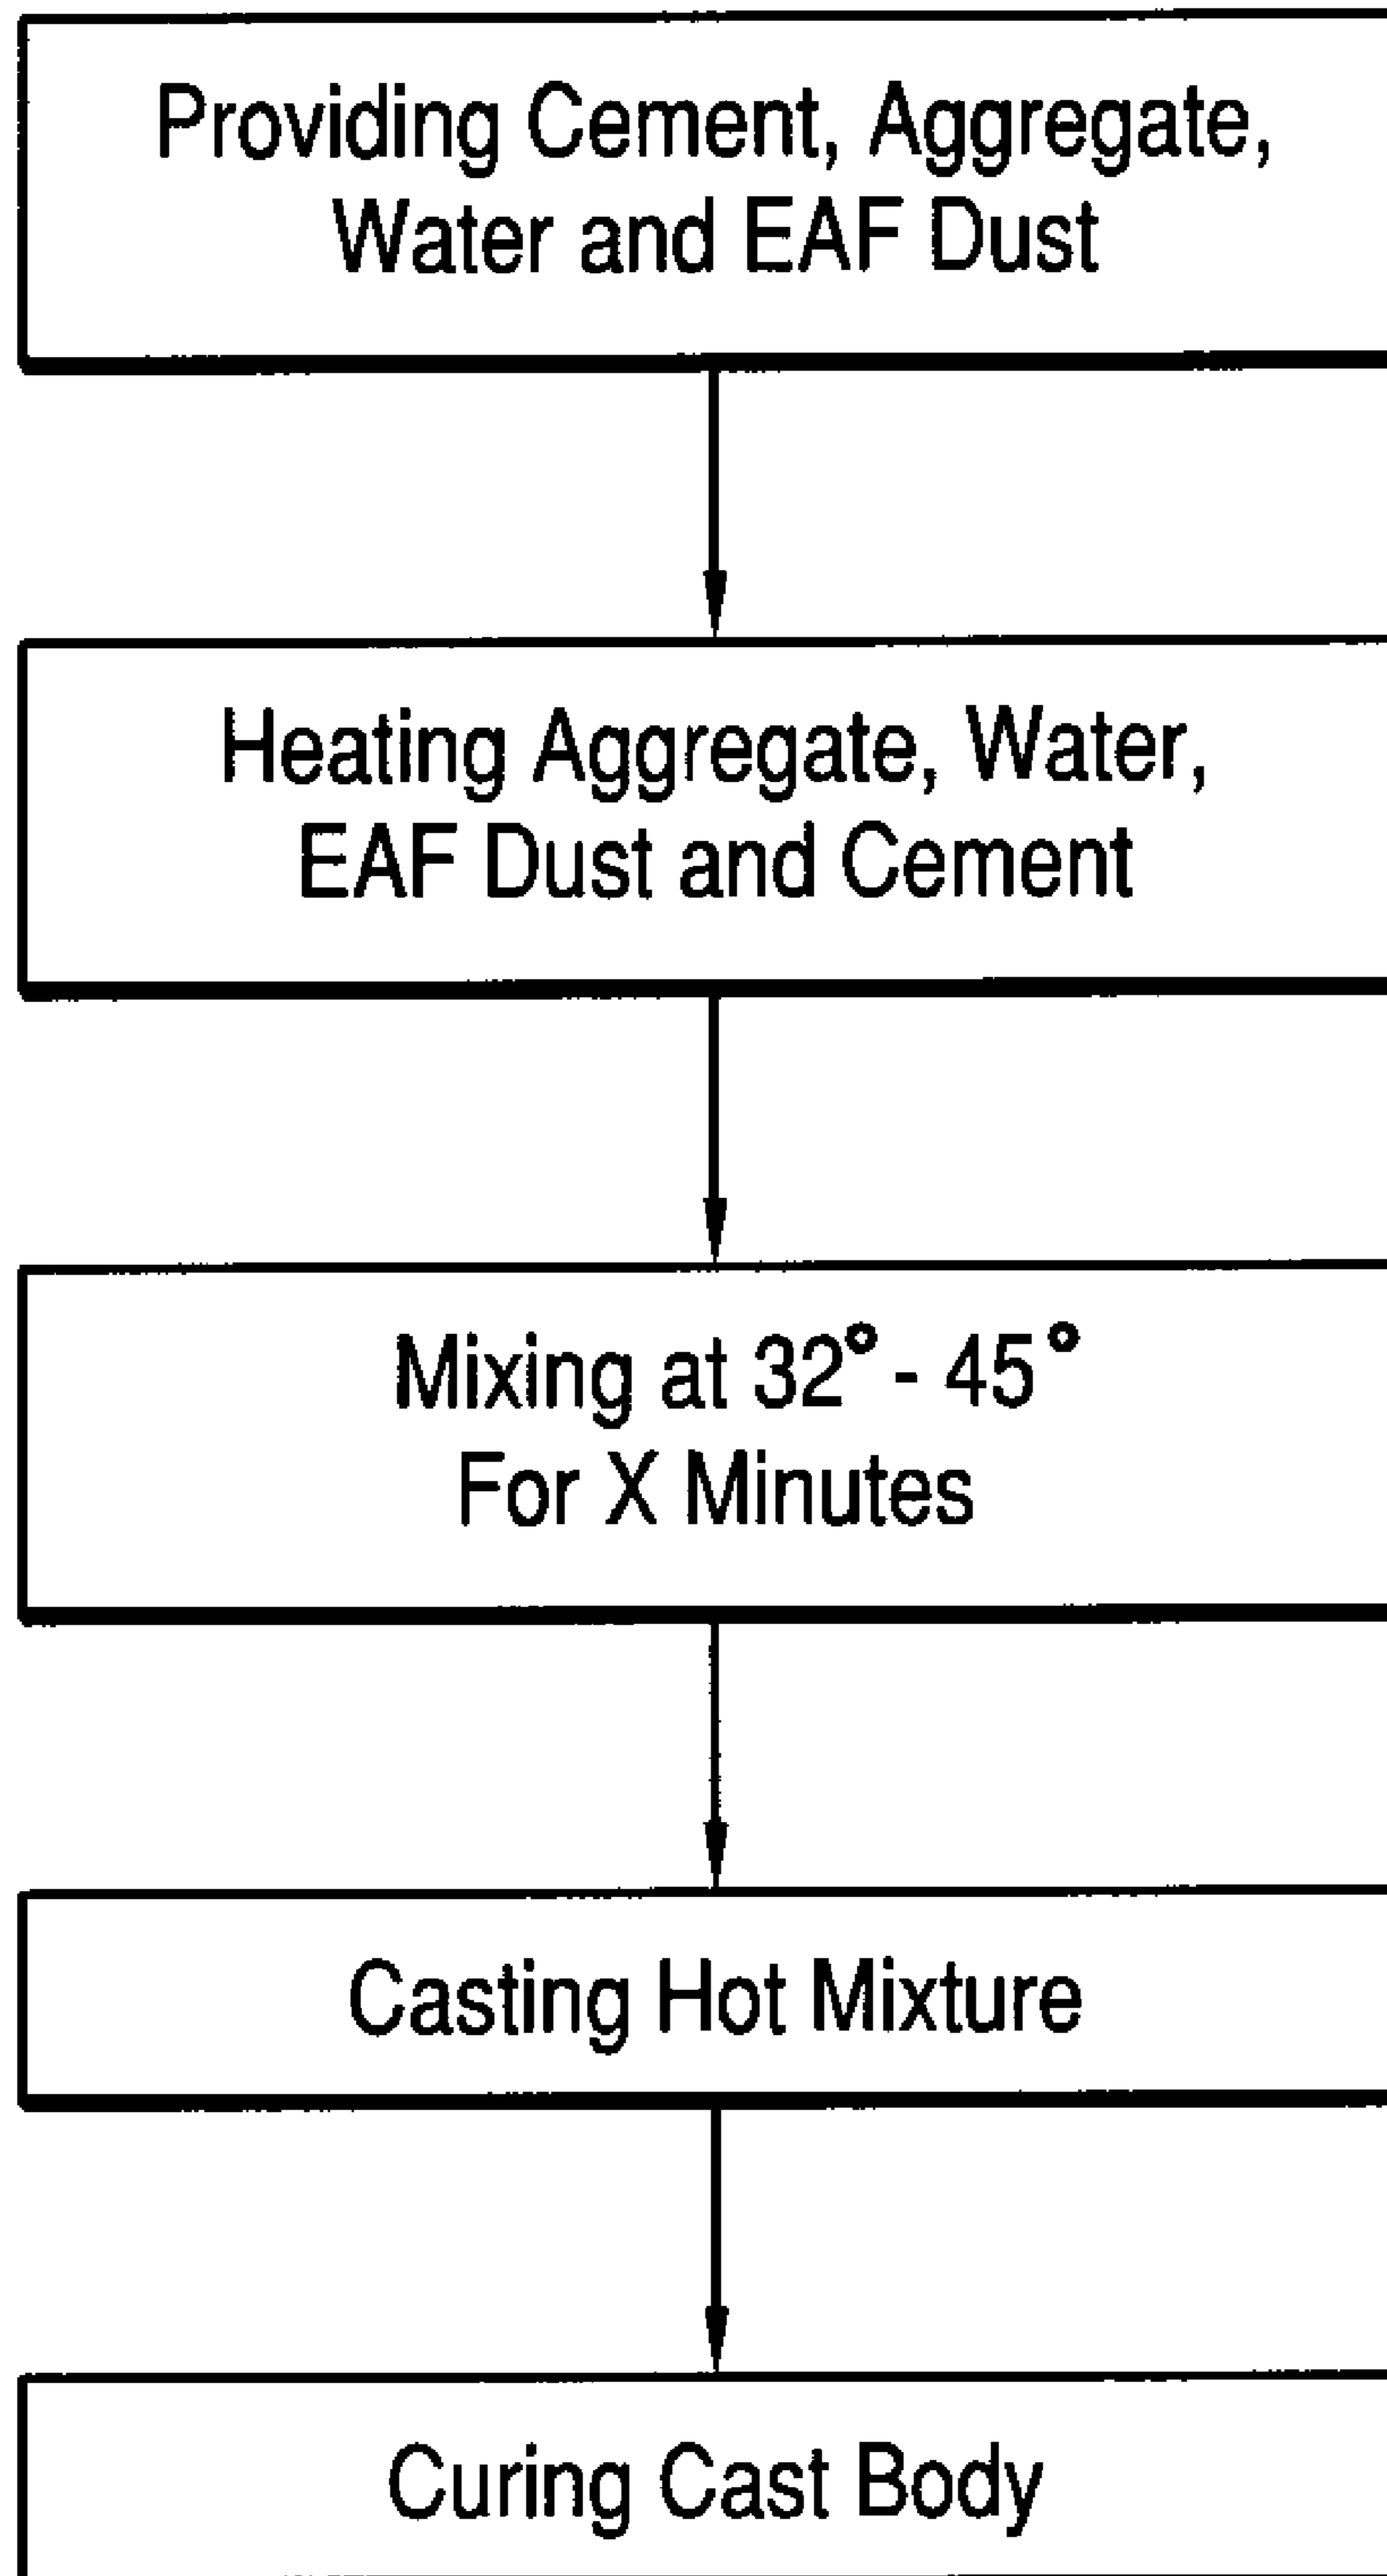 Providing Cement, Aggregate,
Water and EAF Dust
Heating Aggregate, Water,
EAF Dust and Cement
Mixing at 32° - 45°
For X Minutes
Casting Hot Mixture
Curing Cast Body